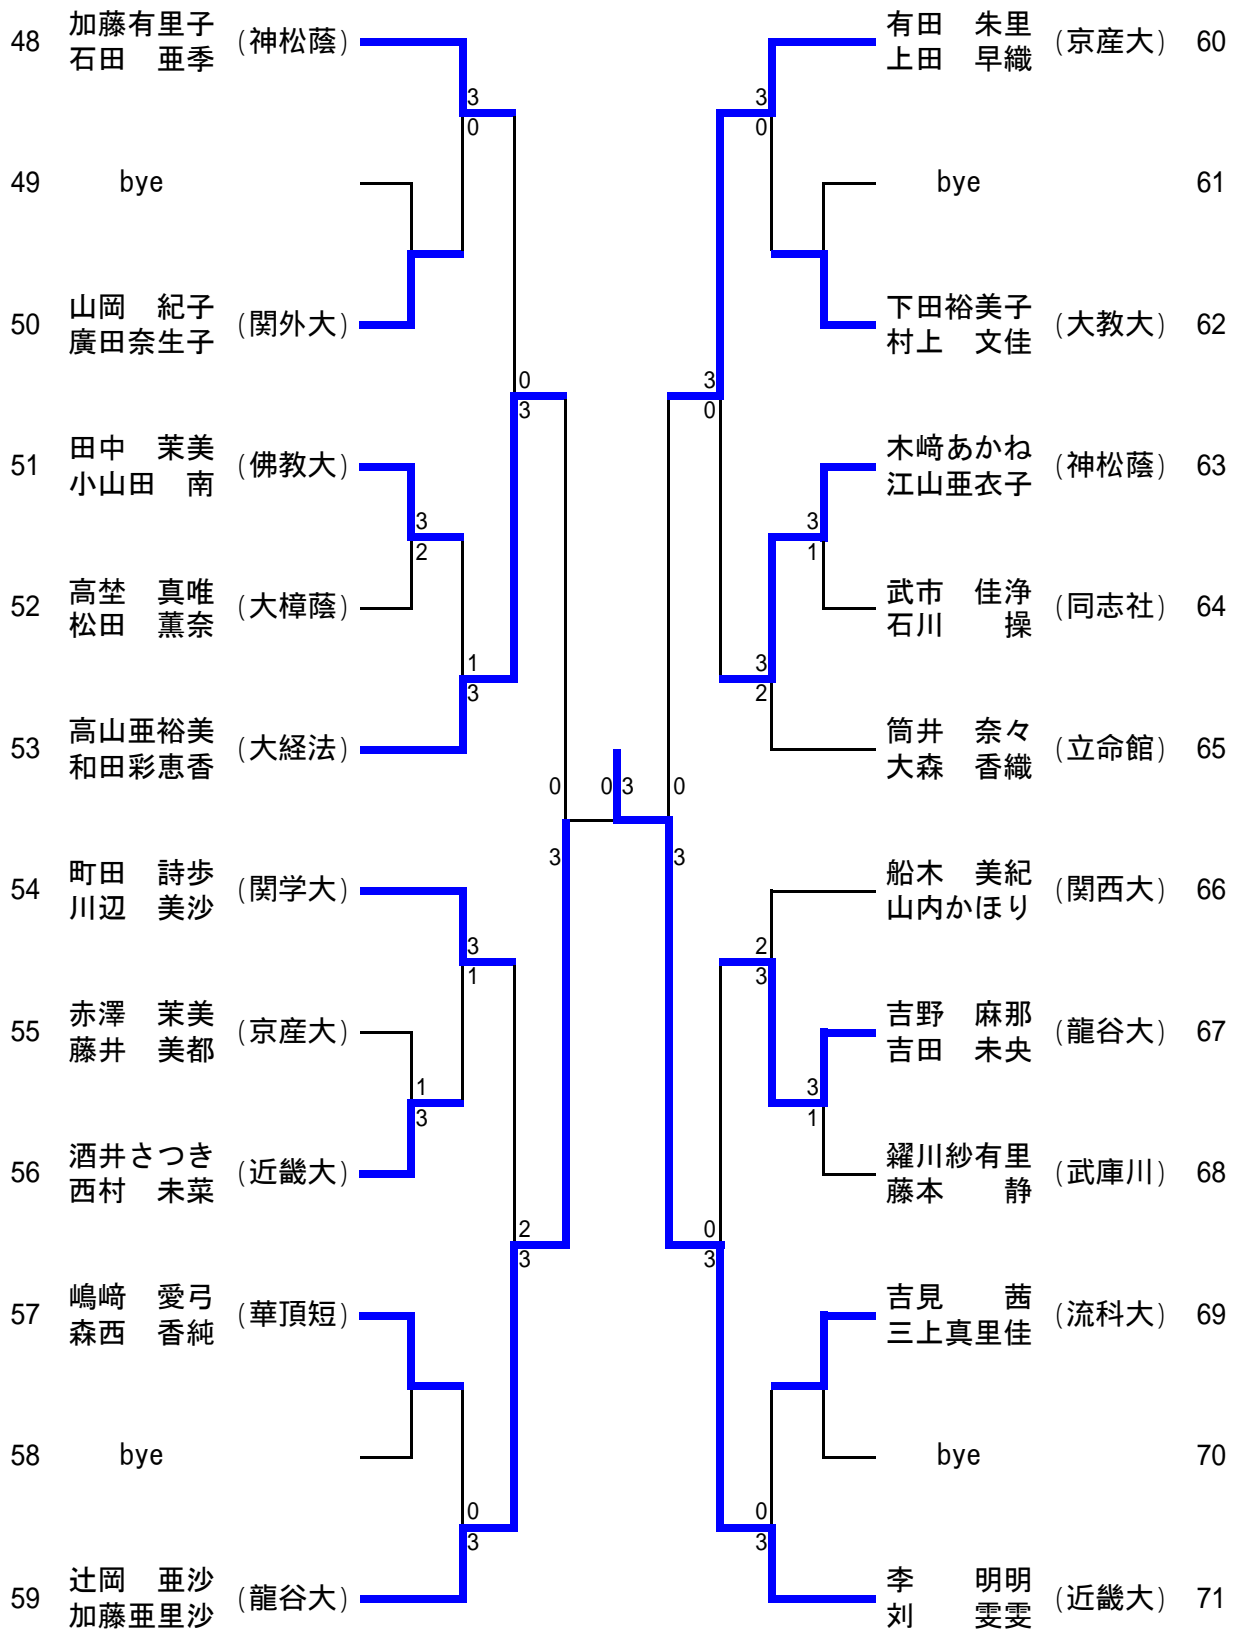 48 加藤有里子 (神松蔭)
石田　亜季
有田　朱里 (京産大) 60
上田　早織
3 3
0 0
49 bye
bye 61
50 山岡　紀子 (関外大)
廣田奈生子
下田裕美子 (大教大) 62
村上　文佳
0 3
3 0
51 田中　茉美 (佛教大)
小山田　南
木﨑あかね (神松蔭) 63
江山亜衣子
3 3
2 1
52 高埜　真唯 (大樟蔭)
松田　薫奈
武市　佳浄 (同志社) 64
石川　　操
1 3
3 2
53 高山亜裕美 (大経法)
和田彩恵香
筒井　奈々 (立命館) 65
大森　香織
0 0 3 0
3 3
54 町田　詩歩 (関学大)
川辺　美沙
船木　美紀 (関西大) 66
山内かほり
3 2
1 3
55 赤澤　茉美 (京産大)
藤井　美都
吉野　麻那 (龍谷大) 67
吉田　未央
1 3
3 1
56 酒井さつき (近畿大)
西村　未菜
糶川紗有里 (武庫川) 68
藤本　　静
2 0
3 3
57 嶋﨑　愛弓 (華頂短)
森西　香純
吉見　　茜 (流科大) 69
三上真里佳
58 bye
bye 70
0 0
3 3
59 辻岡　亜沙 (龍谷大)
加藤亜里沙
李　　明明 (近畿大) 71
刘　　雯雯